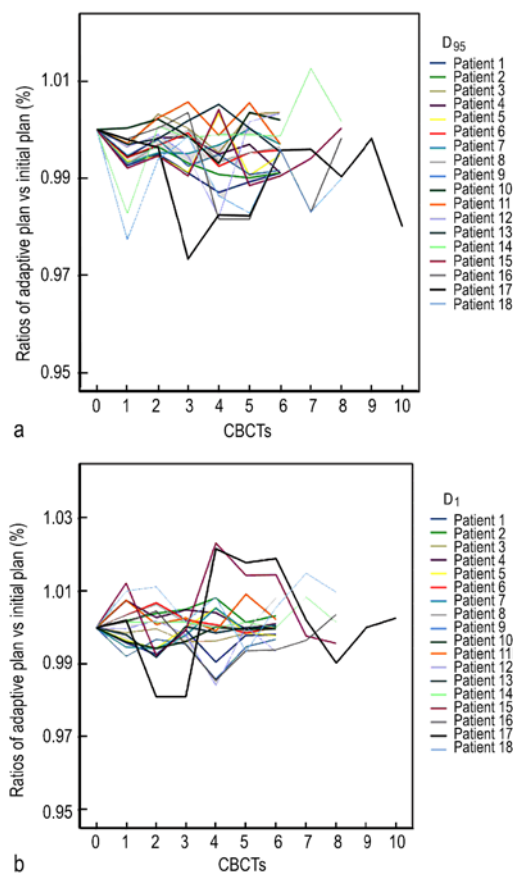 D95
Patient 1
Patient 2
Patient 3
Patient 4
Patient 5
Patient 6
Patient 7
Patient 8
Patient 9
Patient 10
Patient 11
Patient 12
Patient 13
Patient 14
Patient 15
Patient 16
Patient 17
Patient 18
Ratios of adaptive plan vs initial plan (%)
1.01
0.99
0.97
0.95
0 1 2 3 4 5 6 7 8 9 10
CBCTs
a
D1
Patient 1
Patient 2
Patient 3
Patient 4
Patient 5
Patient 6
Patient 7
Patient 8
Patient 9
Patient 10
Patient 11
Patient 12
Patient 13
Patient 14
Patient 15
Patient 16
Patient 17
Patient 18
Ratios of adaptive plan vs initial plan (%)
1.03
1.01
0.99
0.97
0.95
0 1 2 3 4 5 6 7 8 9 10
CBCTs
b